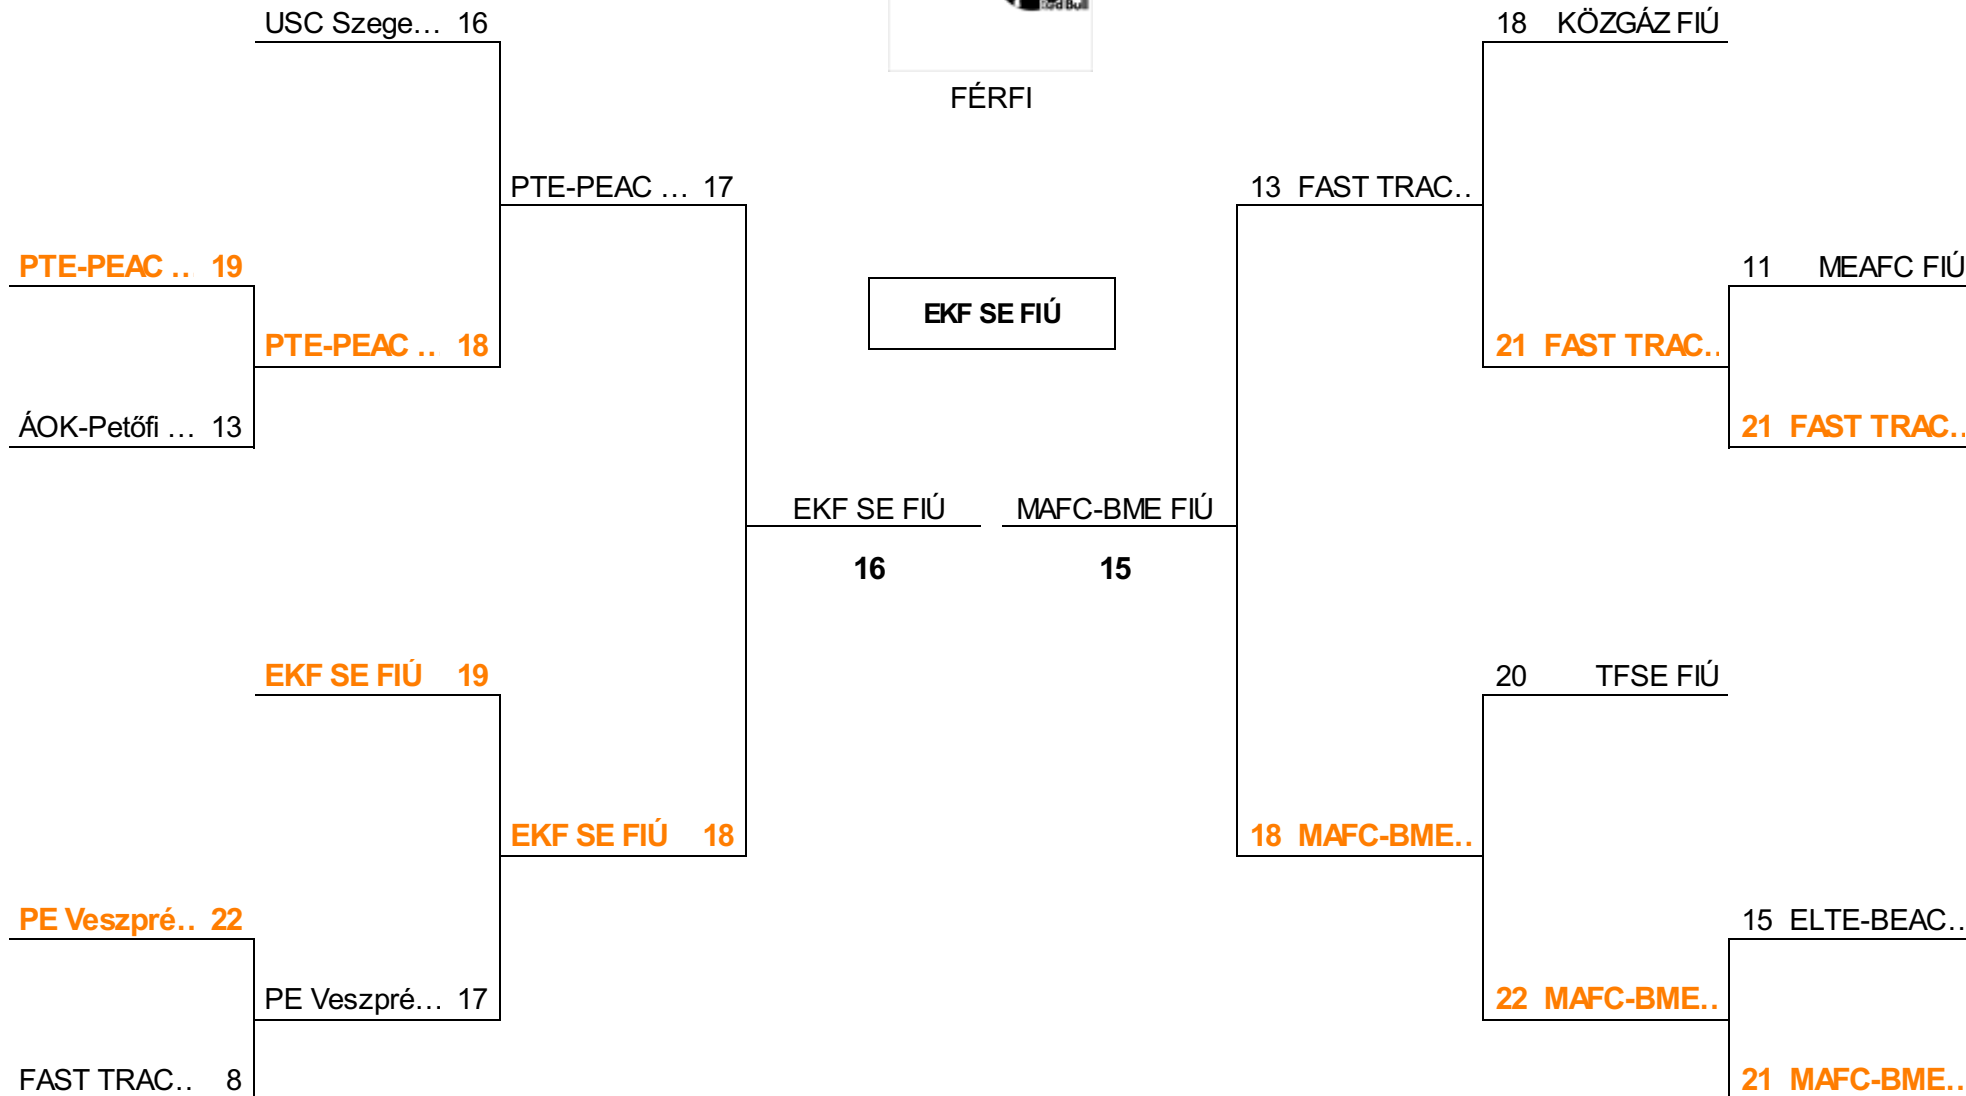 USC Szege... 16
18 KÖZGÁZ FIÚ
Red Bull
FÉRFI
PTE-PEAC ... 17
13 FAST TRAC..
PTE-PEAC .. 19
11 MEAFC FIÚ
EKF SE FIÚ
PTE-PEAC .. 18
21 FAST TRAC..
ÁOK-Petőfi ... 13
21 FAST TRAC..
EKF SE FIÚ
MAFC-BME FIÚ
16
15
EKF SE FIÚ 19
20 TFSE FIÚ
EKF SE FIÚ 18
18 MAFC-BME..
PE Veszpré.. 22
15 ELTE-BEAC..
PE Veszpré... 17
22 MAFC-BME..
FAST TRAC.. 8
21 MAFC-BME..